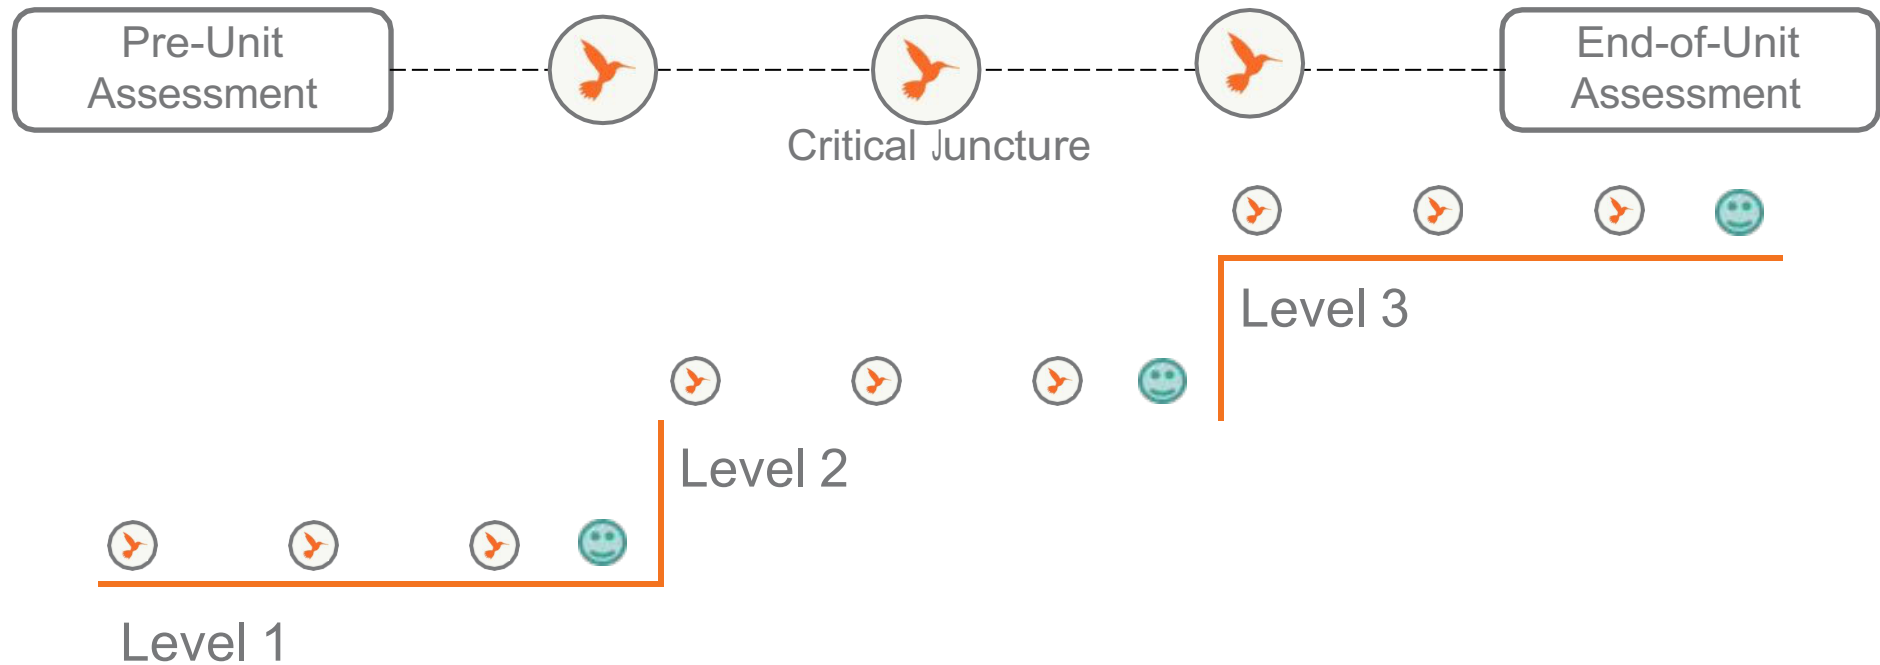 Pre-Unit
Assessment
End-of-Unit
Assessment
Critical Juncture
Level 3
Level 2
Level 1